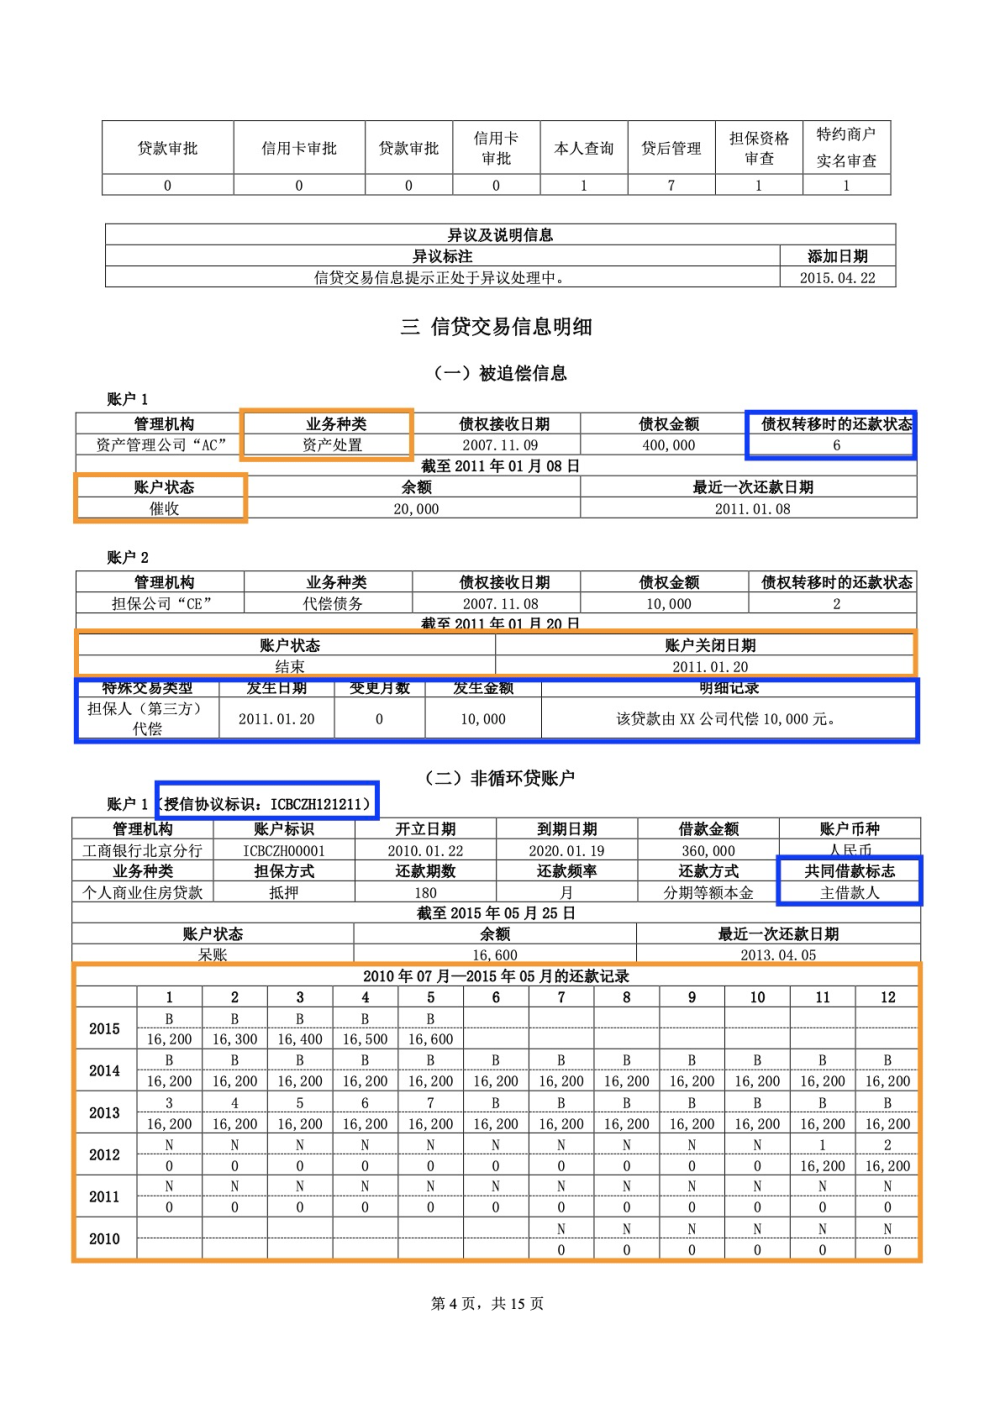 贷款审批 信用卡审批 贷款审批 信用卡审批 本人查询 贷后管理 担保资格审查 特约商户实名审查
0 0 0 0 1 7 1 1
异议及说明信息
异议标注 添加日期
信贷交易信息提示正处于异议处理中。 2015.04.22
三 信贷交易信息明细
（一）被追偿信息
账户 1
管理机构 业务种类 债权接收日期 债权金额 债权转移时的还款状态
资产管理公司“AC” 资产处置 2007.11.09 400,000 6
截至 2011 年 01 月 08 日
账户状态 余额 最近一次还款日期
催收 20,000 2011.01.08
账户 2
管理机构 业务种类 债权接收日期 债权金额 债权转移时的还款状态
担保公司“CE” 代偿债务 2007.11.08 10,000 2
截至 2011 年 01 月 20 日
账户状态 账户关闭日期
结束 2011.01.20
特殊交易类型 发生日期 变更月数 发生金额 明细记录
担保人（第三方）代偿 2011.01.20 0 10,000 该贷款由 XX 公司代偿 10,000 元。
（二）非循环贷账户
账户 1（授信协议标识：ICBCZH121211）
管理机构 账户标识 开立日期 到期日期 借款金额 账户币种
工商银行北京分行 ICBCZH00001 2010.01.22 2020.01.19 360,000 人民币
业务种类 担保方式 还款期数 还款频率 还款方式 共同借款标志
个人商业住房贷款 抵押 180 月 分期等额本金 主借款人
截至 2015 年 05 月 25 日
账户状态 余额 最近一次还款日期
呆账 16,600 2013.04.05
2010 年 07 月—2015 年 05 月的还款记录
1 2 3 4 5 6 7 8 9 10 11 12
2015 B B B B B
16,200 16,300 16,400 16,500 16,600
2014 B B B B B B B B B B B B
16,200 16,200 16,200 16,200 16,200 16,200 16,200 16,200 16,200 16,200 16,200 16,200
2013 3 4 5 6 7 B B B B B B B
16,200 16,200 16,200 16,200 16,200 16,200 16,200 16,200 16,200 16,200 16,200 16,200
2012 N N N N N N N N N N 1 2
0 0 0 0 0 0 0 0 0 0 16,200 16,200
2011 N N N N N N N N N N N N
0 0 0 0 0 0 0 0 0 0 0 0
2010 N N N N N N
0 0 0 0 0 0
第 4 页，共 15 页